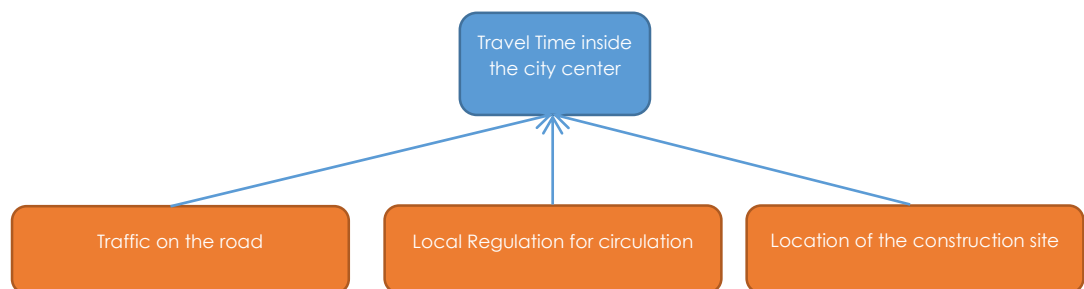 Travel Time inside
the city center
Traffic on the road
Local Regulation for circulation
Location of the construction site